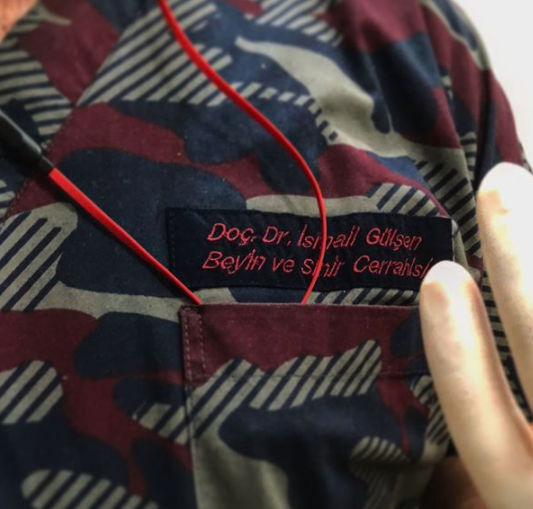 Doç. Dr. İsmail Gülşen
Beyin ve Sinir Cerrahisi